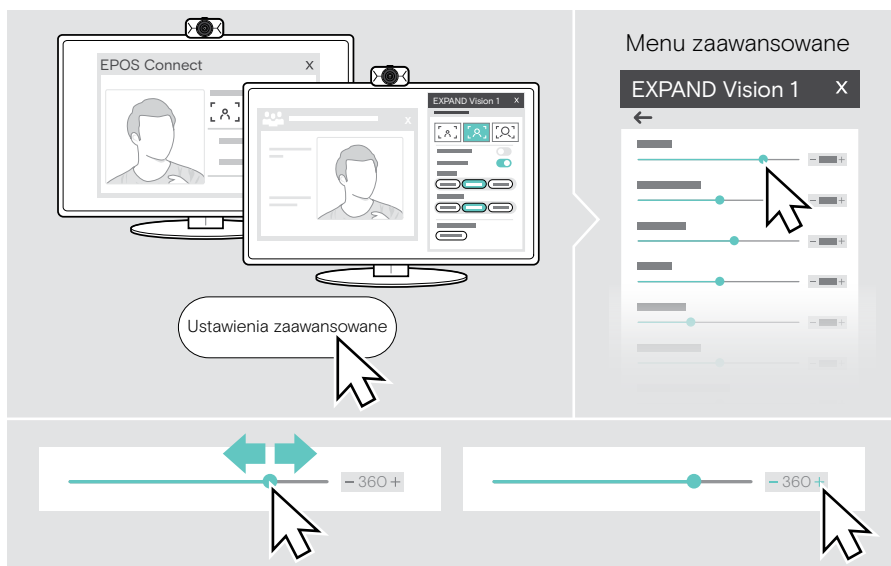 EPOS Connect x
EXPAND Vision 1 x
x
Ustawienia zaawansowane
Menu zaawansowane
EXPAND Vision 1 x
- 360 +
- 360 +